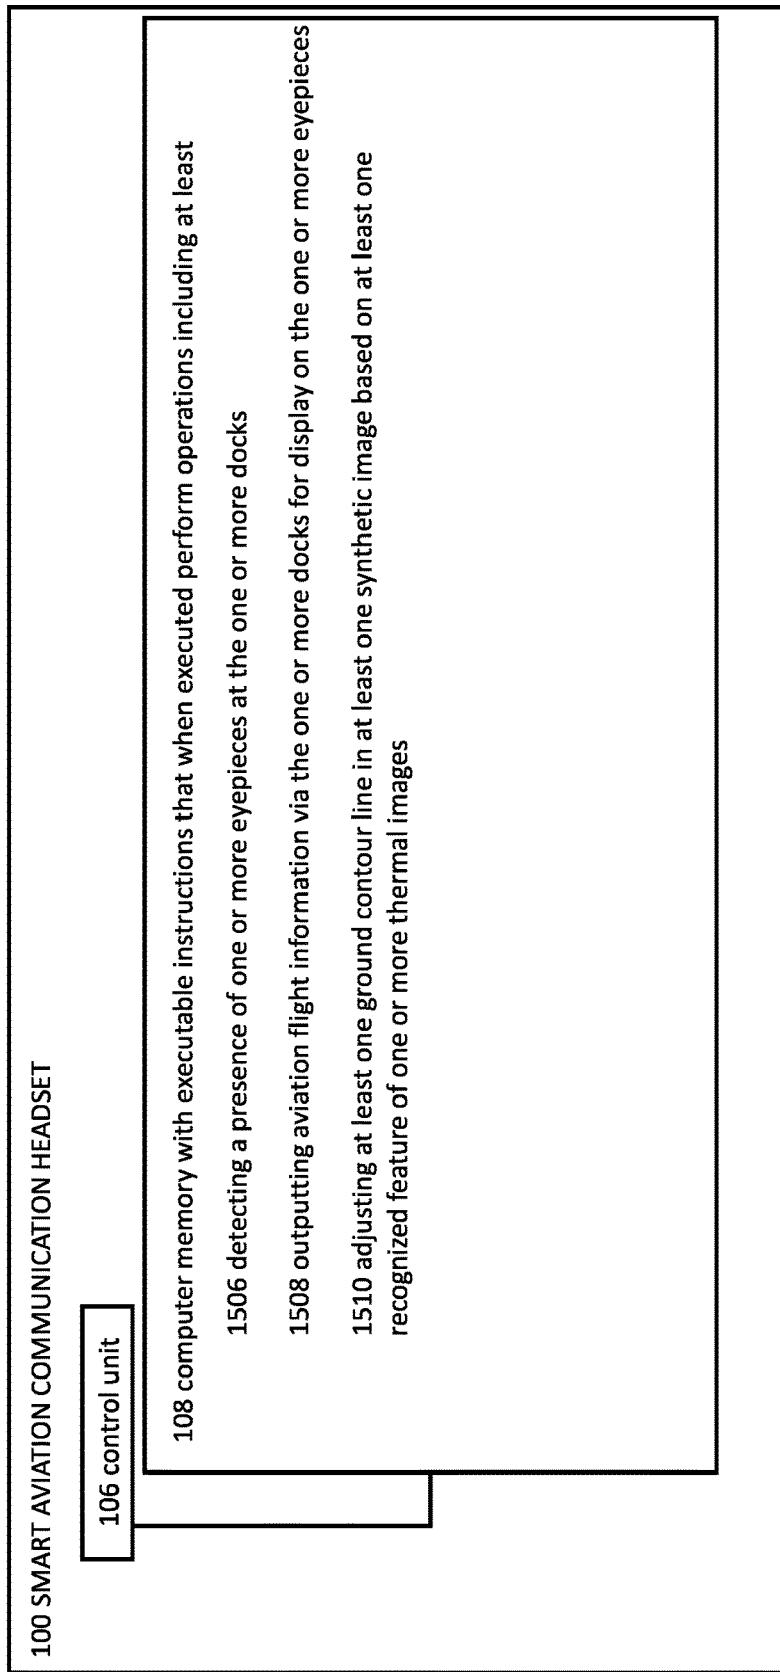 100 SMART AVIATION COMMUNICATION HEADSET
106 control unit
108 computer memory with executable instructions that when executed perform operations including at least
1506 detecting a presence of one or more eyepieces at the one or more docks
1508 outputting aviation flight information via the one or more docks for display on the one or more eyepieces
1510 adjusting at least one ground contour line in at least one synthetic image based on at least one
recognized feature of one or more thermal images